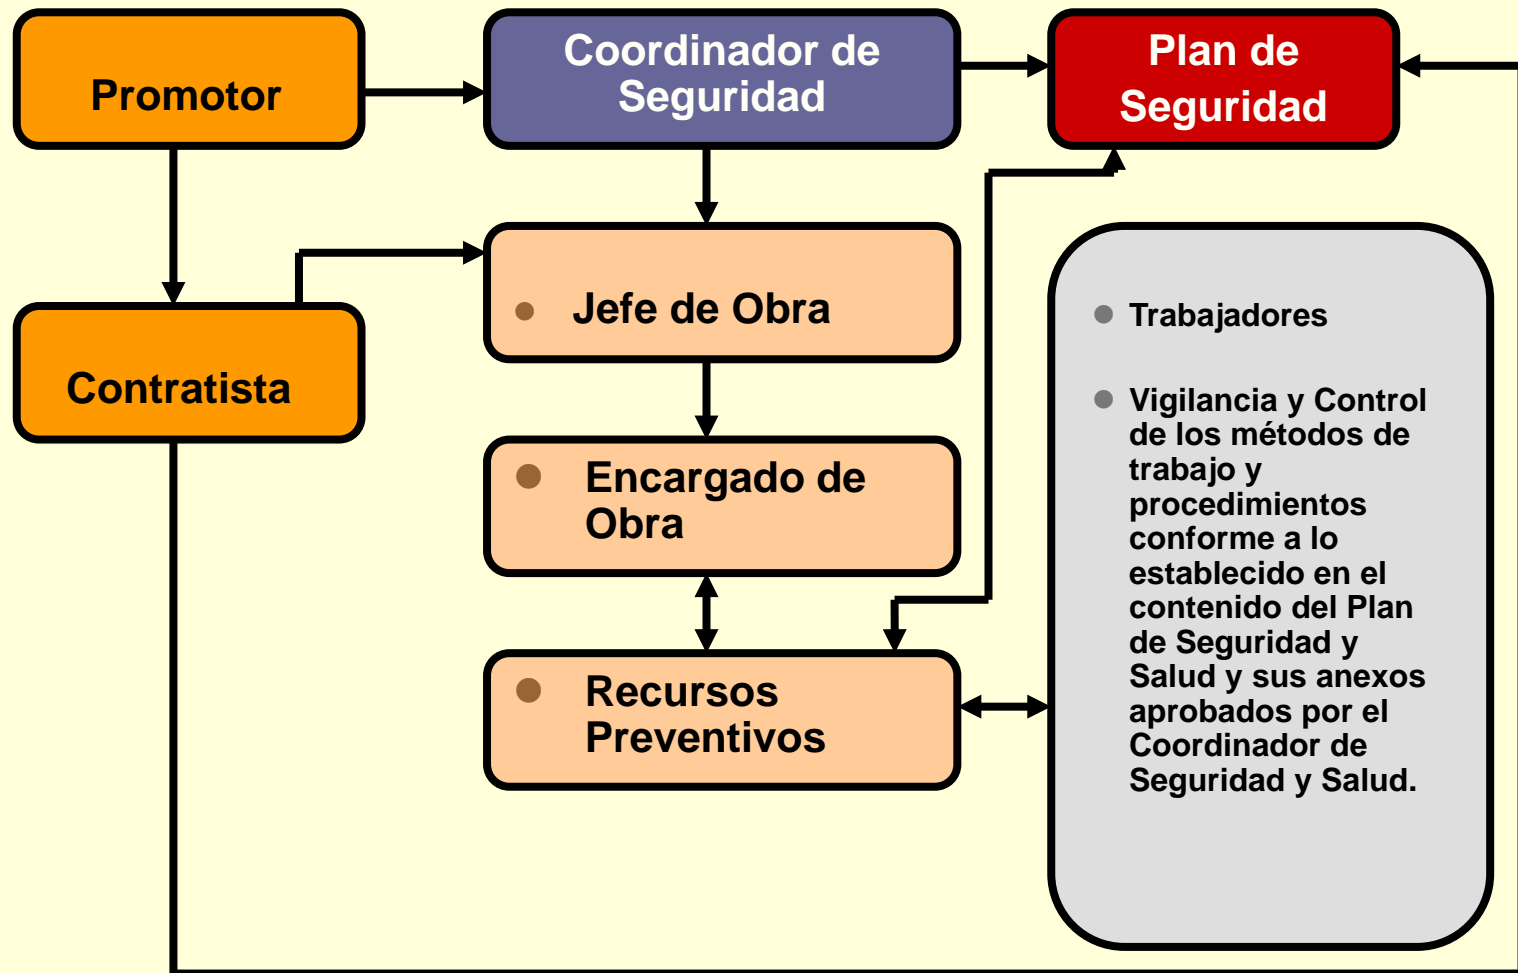 Promotor
Coordinador de
Seguridad
Plan de
Seguridad
Contratista
Jefe de Obra
Encargado de
Obra
Recursos
Preventivos
Trabajadores
Vigilancia y Control
de los métodos de
trabajo y
procedimientos
conforme a lo
establecido en el
contenido del Plan
de Seguridad y
Salud y sus anexos
aprobados por el
Coordinador de
Seguridad y Salud.